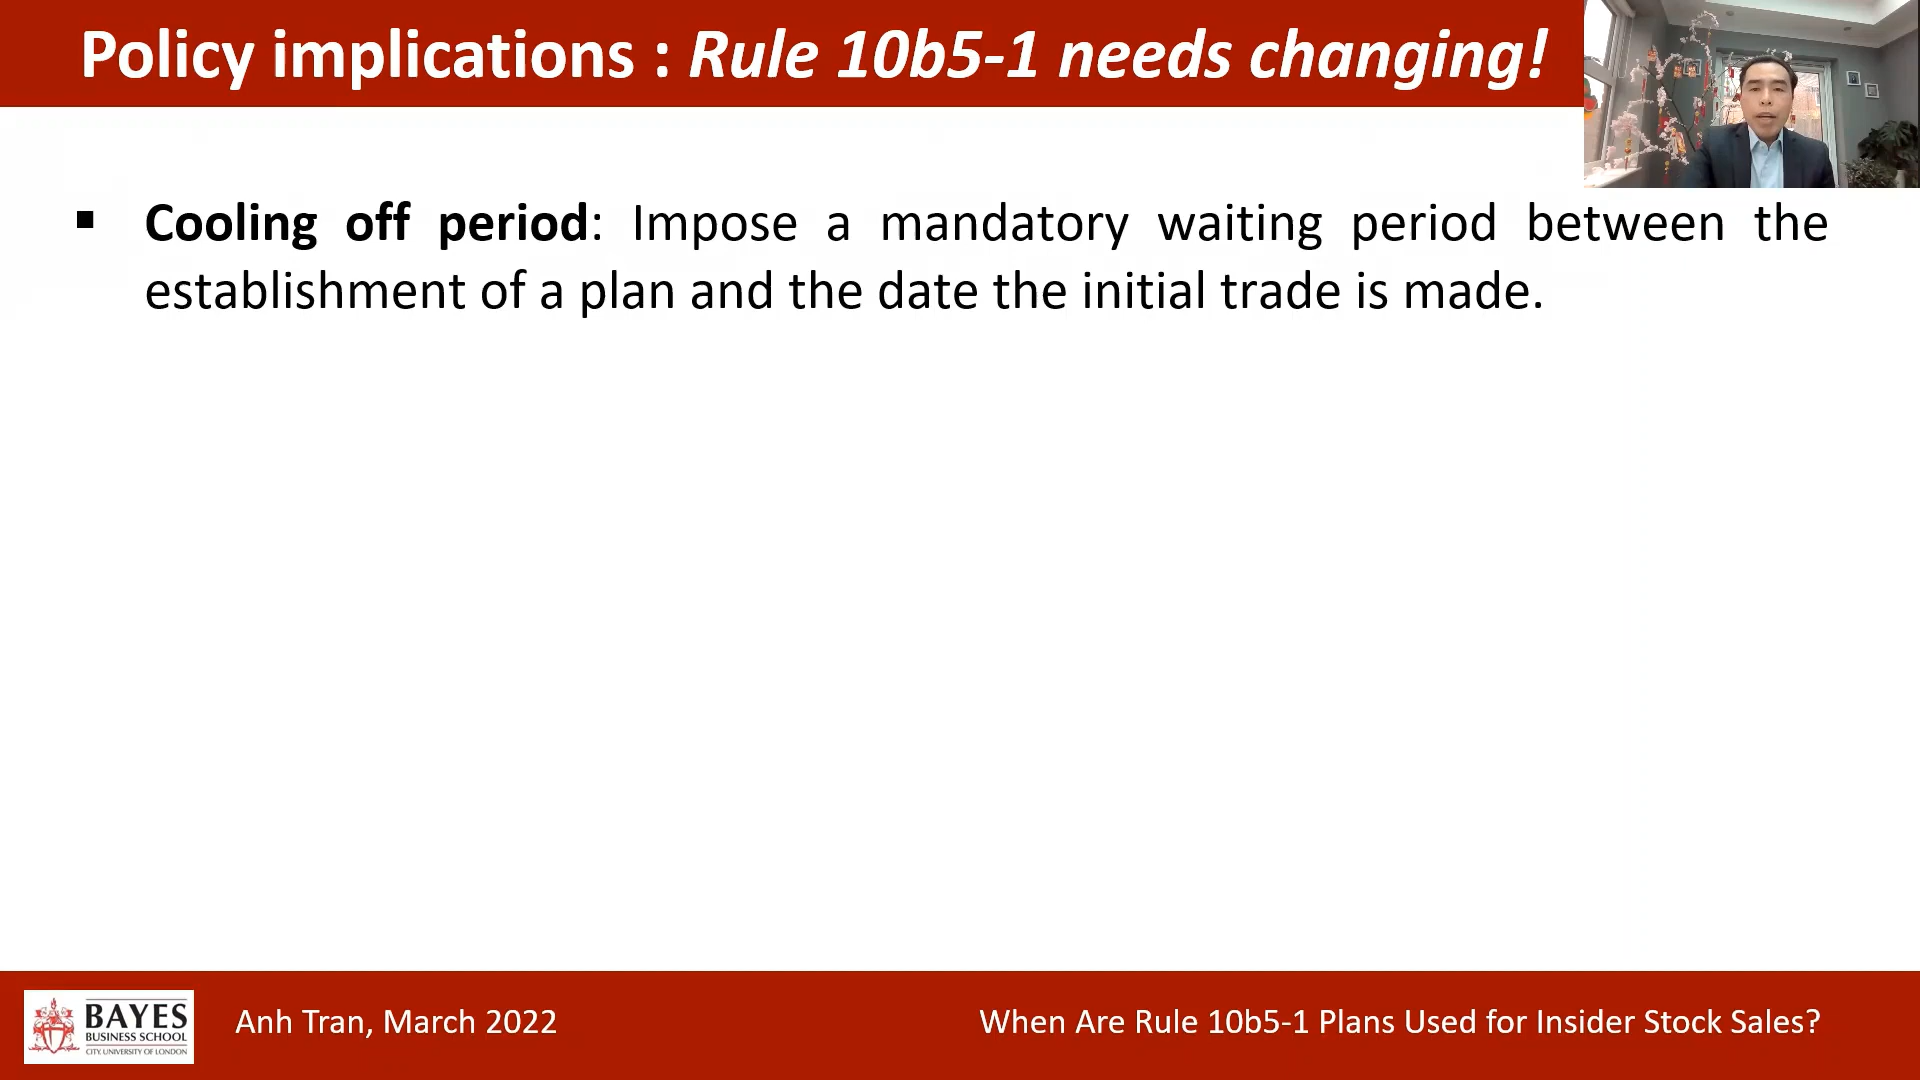 Policy implications : Rule 10b5-1 needs changing!
▪ Cooling off period: Impose a mandatory waiting period between the
establishment of a plan and the date the initial trade is made.
BAYES
BUSINESS SCHOOL
CITY, UNIVERSITY OF LONDON
Anh Tran, March 2022
When Are Rule 10b5-1 Plans Used for Insider Stock Sales?